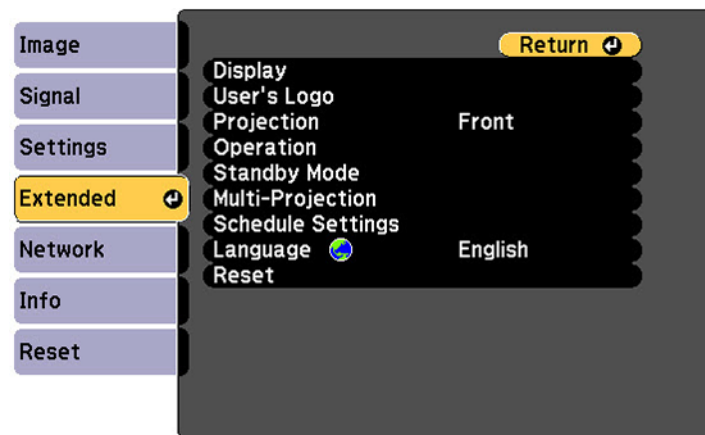 Image
Signal
Settings
Extended
Network
Info
Reset
Return
Display
User's Logo
Projection Front
Operation
Standby Mode
Multi-Projection
Schedule Settings
Language English
Reset